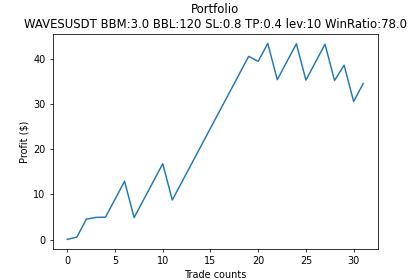 Portfolio
WAVESUSDT BBM:3.0 BBL:120 SL:0.8 TP:0.4 lev:10 WinRatio:78.0
40
30
20
10
0
Profit ($)
0 5 10 15 20 25 30
Trade counts